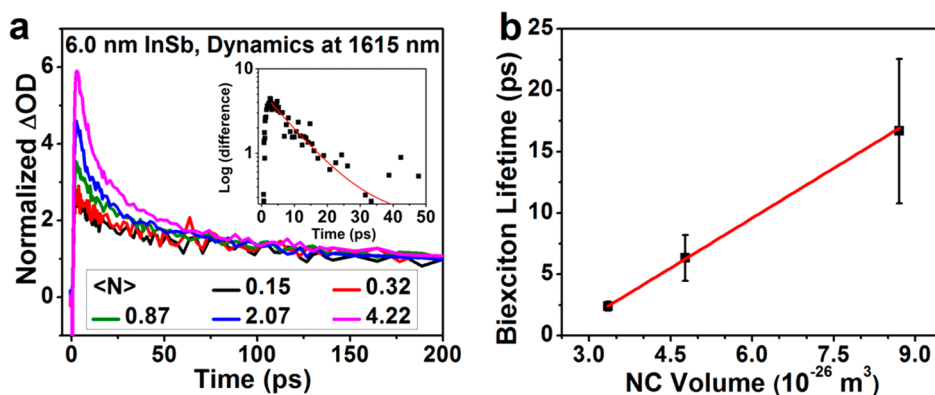 a
6.0 nm InSb, Dynamics at 1615 nm
Normalized ΔOD
6
4
2
0
0 50 100 150 200
Time (ps)
Log (difference)
10
1
0 10 20 30 40 50
Time (ps)
<N> 0.15 0.32
0.87 2.07 4.22
b
Biexciton Lifetime (ps)
25
20
15
10
5
0
3.0 4.5 6.0 7.5 9.0
NC Volume (10⁻²⁶ m³)